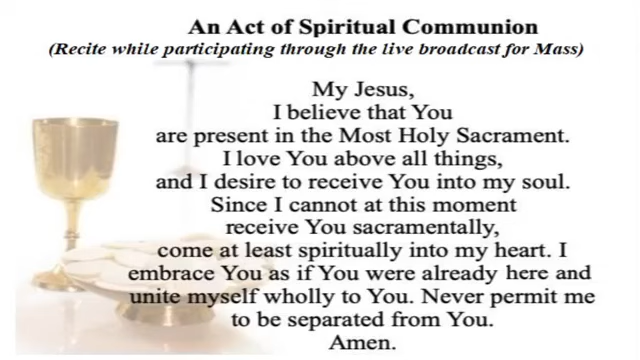 An Act of Spiritual Communion
(Recite while participating through the live broadcast for Mass)
My Jesus,
I believe that You
are present in the Most Holy Sacrament.
I love You above all things,
and I desire to receive You into my soul.
Since I cannot at this moment
receive You sacramentally,
come at least spiritually into my heart. I
embrace You as if You were already here and
unite myself wholly to You. Never permit me
to be separated from You.
Amen.